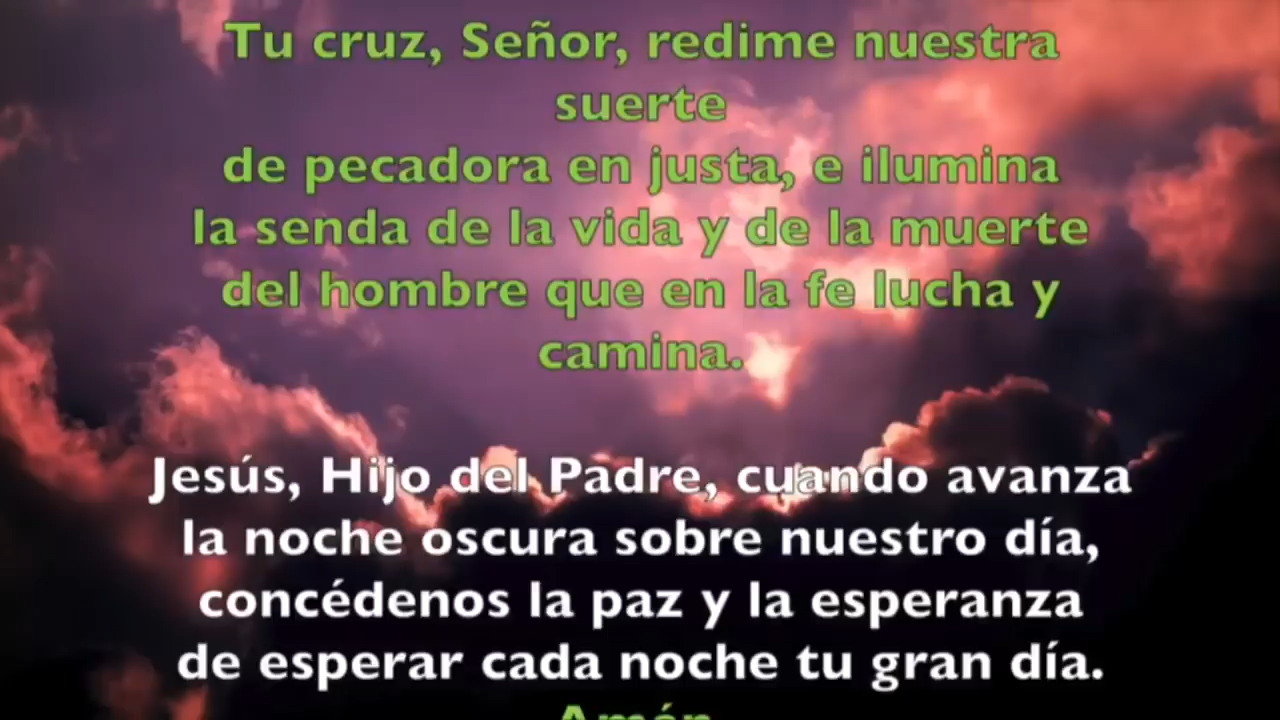 Tu cruz, Señor, redime nuestra
suerte
de pecadora en justa, e ilumina
la senda de la vida y de la muerte
del hombre que en la fe lucha y
camina.
Jesús, Hijo del Padre, cuando avanza
la noche oscura sobre nuestro día,
concédenos la paz y la esperanza
de esperar cada noche tu gran día.
Amén